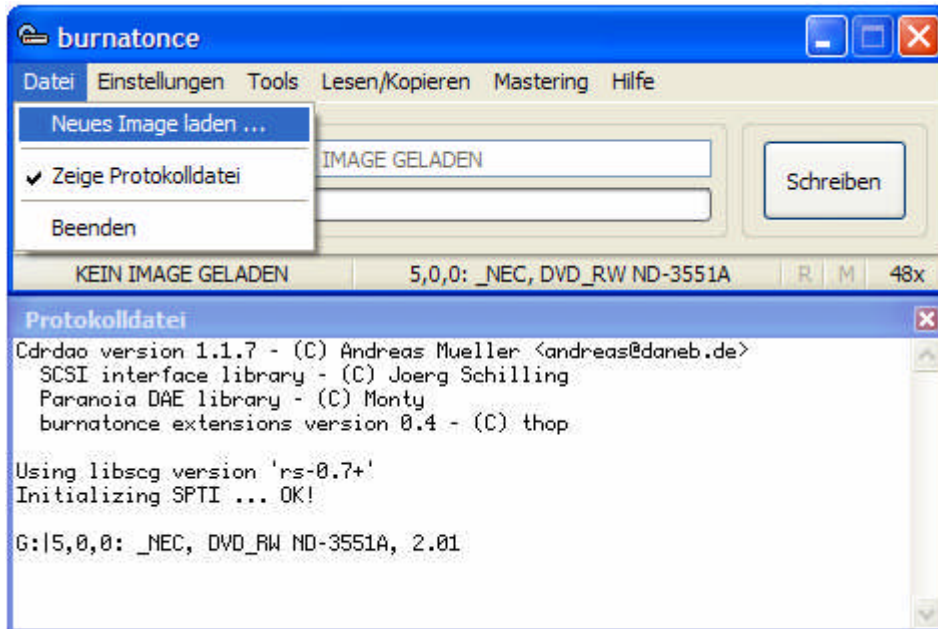 burnatonce
Datei Einstellungen Tools Lesen/Kopieren Mastering Hilfe
Neues Image laden ...
IMAGE GELADEN
Zeige Protokolldatei
Schreiben
Beenden
KEIN IMAGE GELADEN 5,0,0: _NEC, DVD_RW ND-3551A R M 48x
Protokolldatei
Cdrdao version 1.1.7 - (C) Andreas Mueller <andreas@daneb.de>
SCSI interface library - (C) Joerg Schilling
Paranoia DAE library - (C) Monty
burnatonce extensions version 0.4 - (C) thop
Using libscg version 'rs-0.7+'
Initializing SPTI ... OK!
G:|5,0,0: _NEC, DVD_RW ND-3551A, 2.01